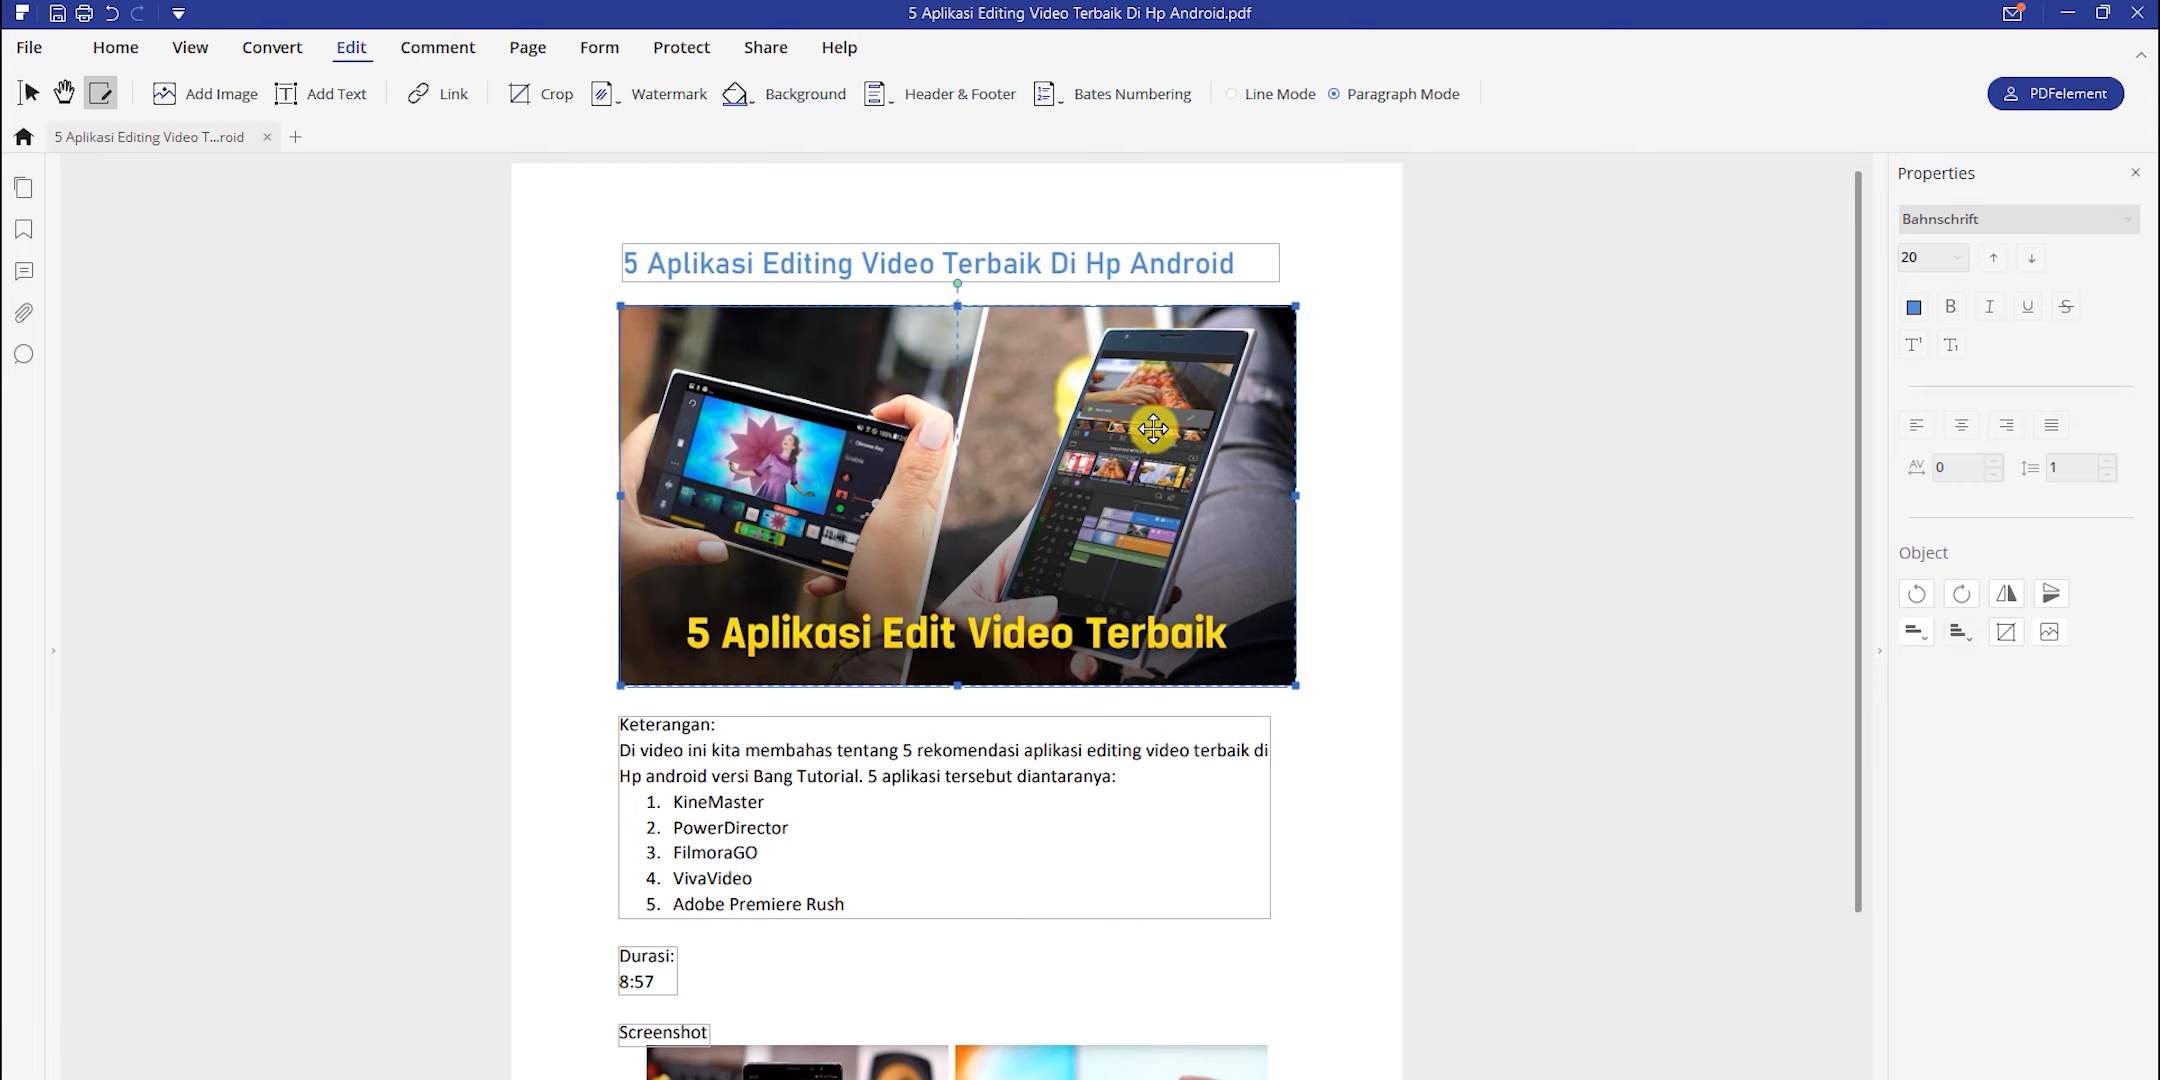 5 Aplikasi Editing Video Terbaik Di Hp Android.pdf
File Home View Convert Edit Comment Page Form Protect Share Help
Add Image Add Text Link Crop Watermark Background Header & Footer Bates Numbering Line Mode Paragraph Mode PDFelement
5 Aplikasi Editing Video T...roid
Properties
Bahnschrift
20
B I U S
T¹ T₁
AV 0 1
Object
5 Aplikasi Editing Video Terbaik Di Hp Android
5 Aplikasi Edit Video Terbaik
Keterangan:
Di video ini kita membahas tentang 5 rekomendasi aplikasi editing video terbaik di
Hp android versi Bang Tutorial. 5 aplikasi tersebut diantaranya:
1. KineMaster
2. PowerDirector
3. FilmoraGO
4. VivaVideo
5. Adobe Premiere Rush
Durasi:
8:57
Screenshot